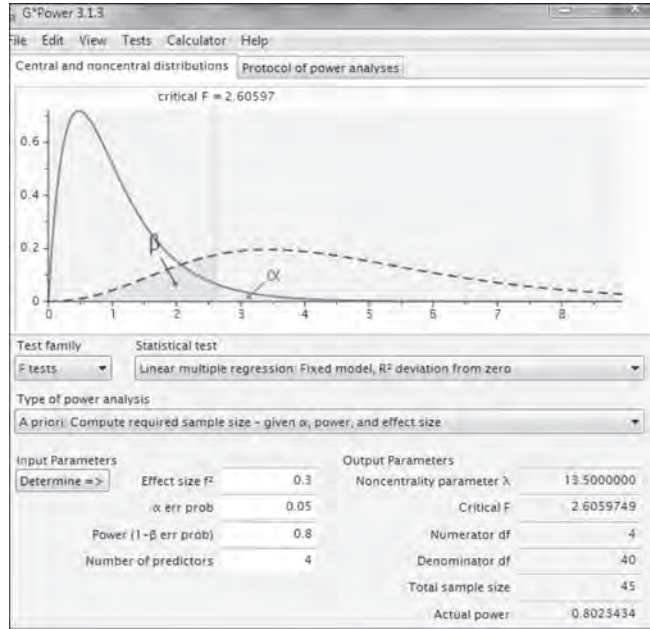 G*Power 3.1.3
File Edit View Tests Calculator Help
Central and noncentral distributions Protocol of power analyses
critical F = 2.60597
0.6
0.4
0.2
0
β
α
0 1 2 3 4 5 6 7 8
Test family Statistical test
F tests Linear multiple regression: Fixed model, R² deviation from zero
Type of power analysis
A priori: Compute required sample size – given α, power, and effect size
Input Parameters Output Parameters
Determine => Effect size f² 0.3 Noncentrality parameter λ 13.5000000
α err prob 0.05 Critical F 2.6059749
Power (1-β err prob) 0.8 Numerator df 4
Number of predictors 4 Denominator df 40
Total sample size 45
Actual power 0.8023434